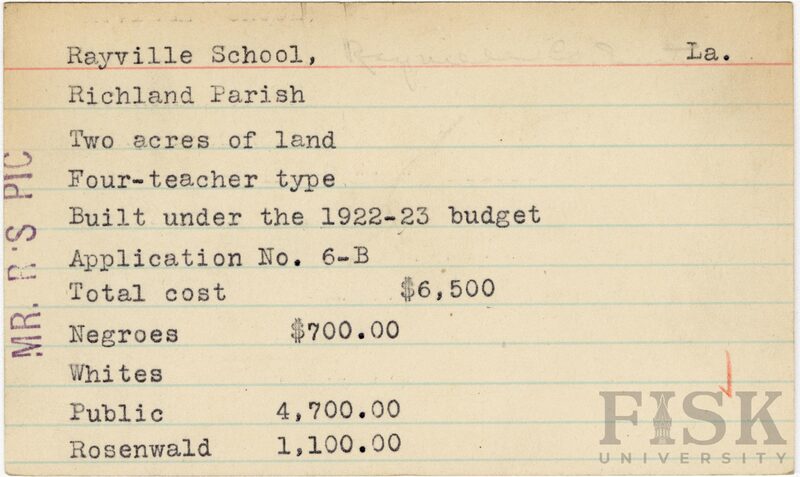 Rayville School, La.
Richland Parish
Two acres of land
Four-teacher type
Built under the 1922-23 budget
Application No. 6-B
Total cost $6,500
Negroes $700.00
Whites
Public 4,700.00
Rosenwald 1,100.00
MR. R'S PIC
FISK
UNIVERSITY